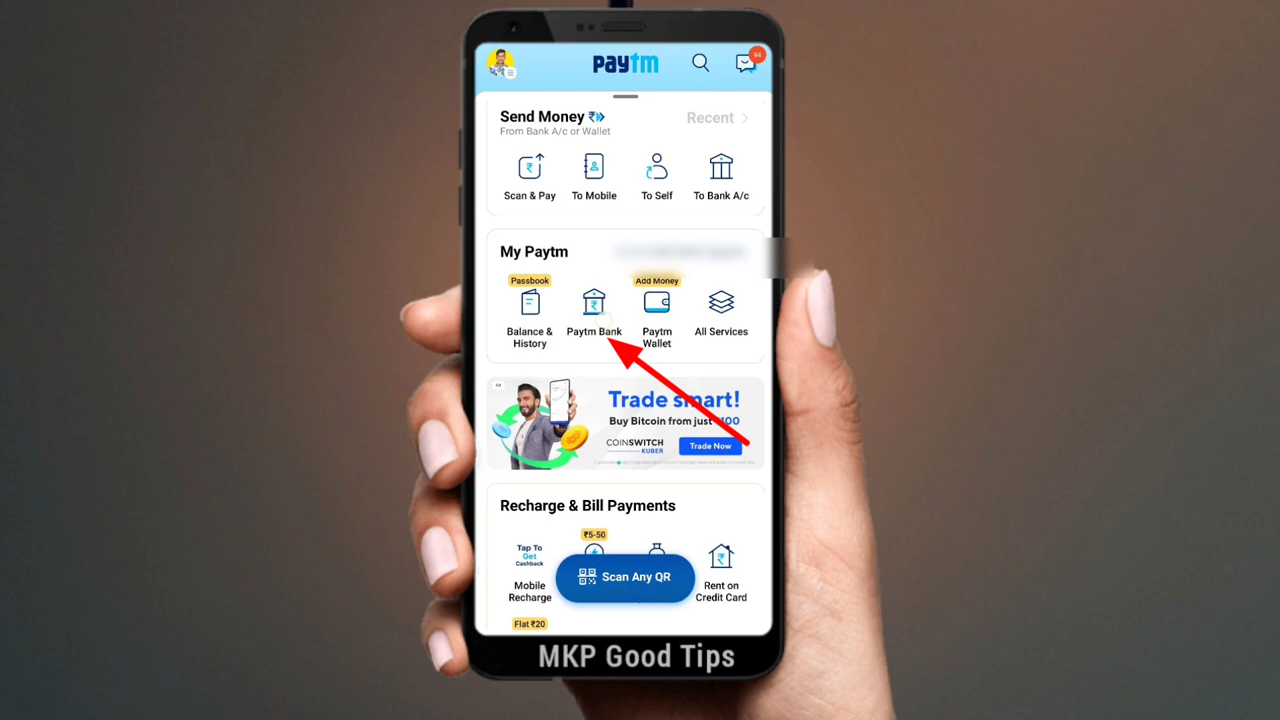 paytm
94
Send Money ₹
Recent
From Bank A/c or Wallet
Scan & Pay
To Mobile
To Self
To Bank A/c
My Paytm
Passbook
Add Money
Balance &
History
Paytm Bank
Paytm
Wallet
All Services
Ad
Trade smart!
Buy Bitcoin from just
COINSWITCH
KUBER
Trade Now
Recharge & Bill Payments
₹5-50
Tap To
Get
Cashback
Mobile
Recharge
Scan Any QR
Rent on
Credit Card
Flat ₹20
MKP Good Tips